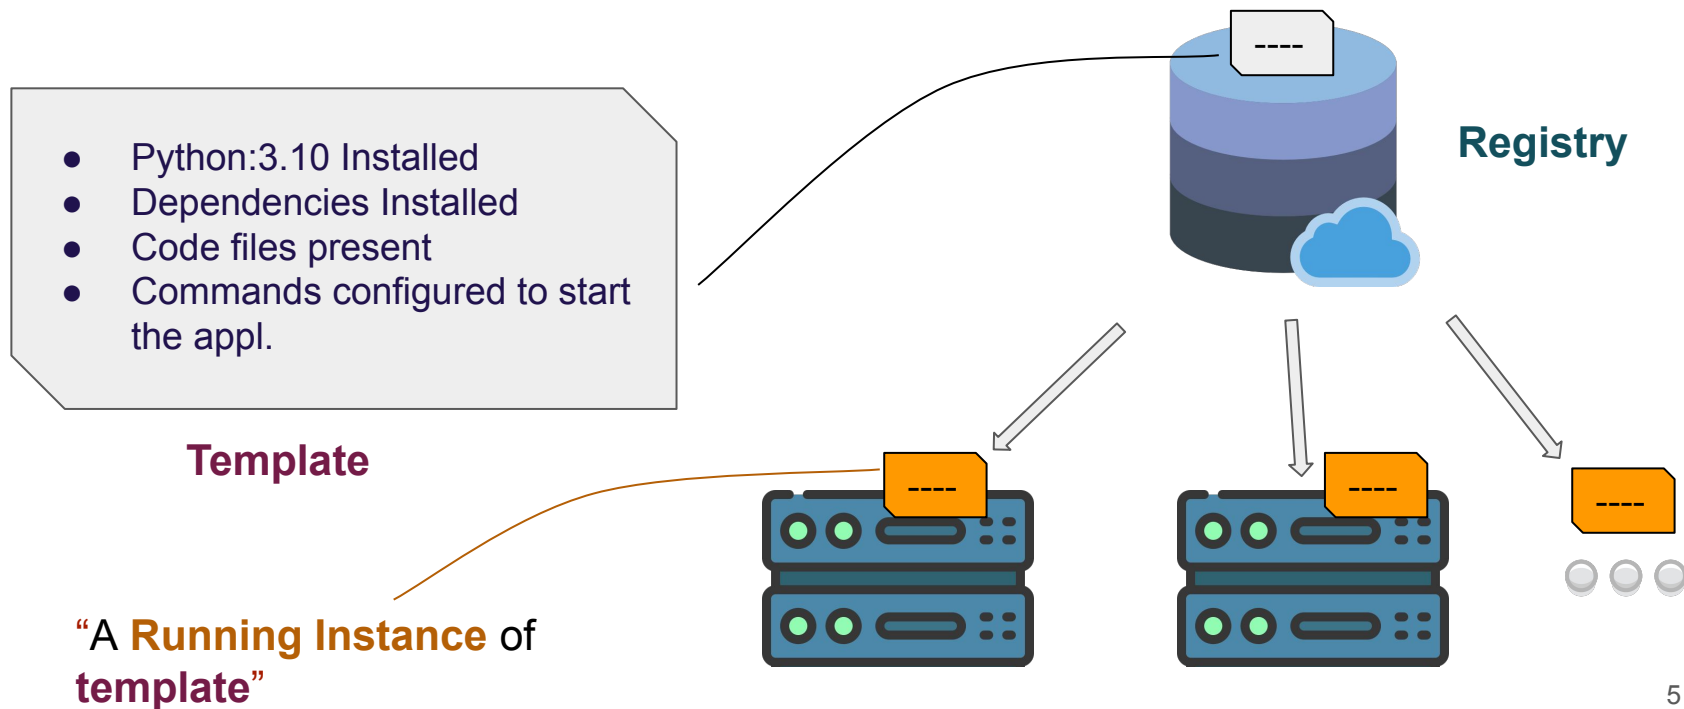 ----
Registry
● Python:3.10 Installed
● Dependencies Installed
● Code files present
● Commands configured to start
the appl.
Template
----
----
----
“A Running Instance of
template”
5